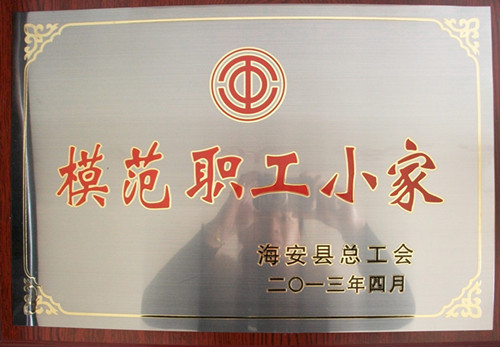 模范职工小家
海安县总工会
二〇一三年四月